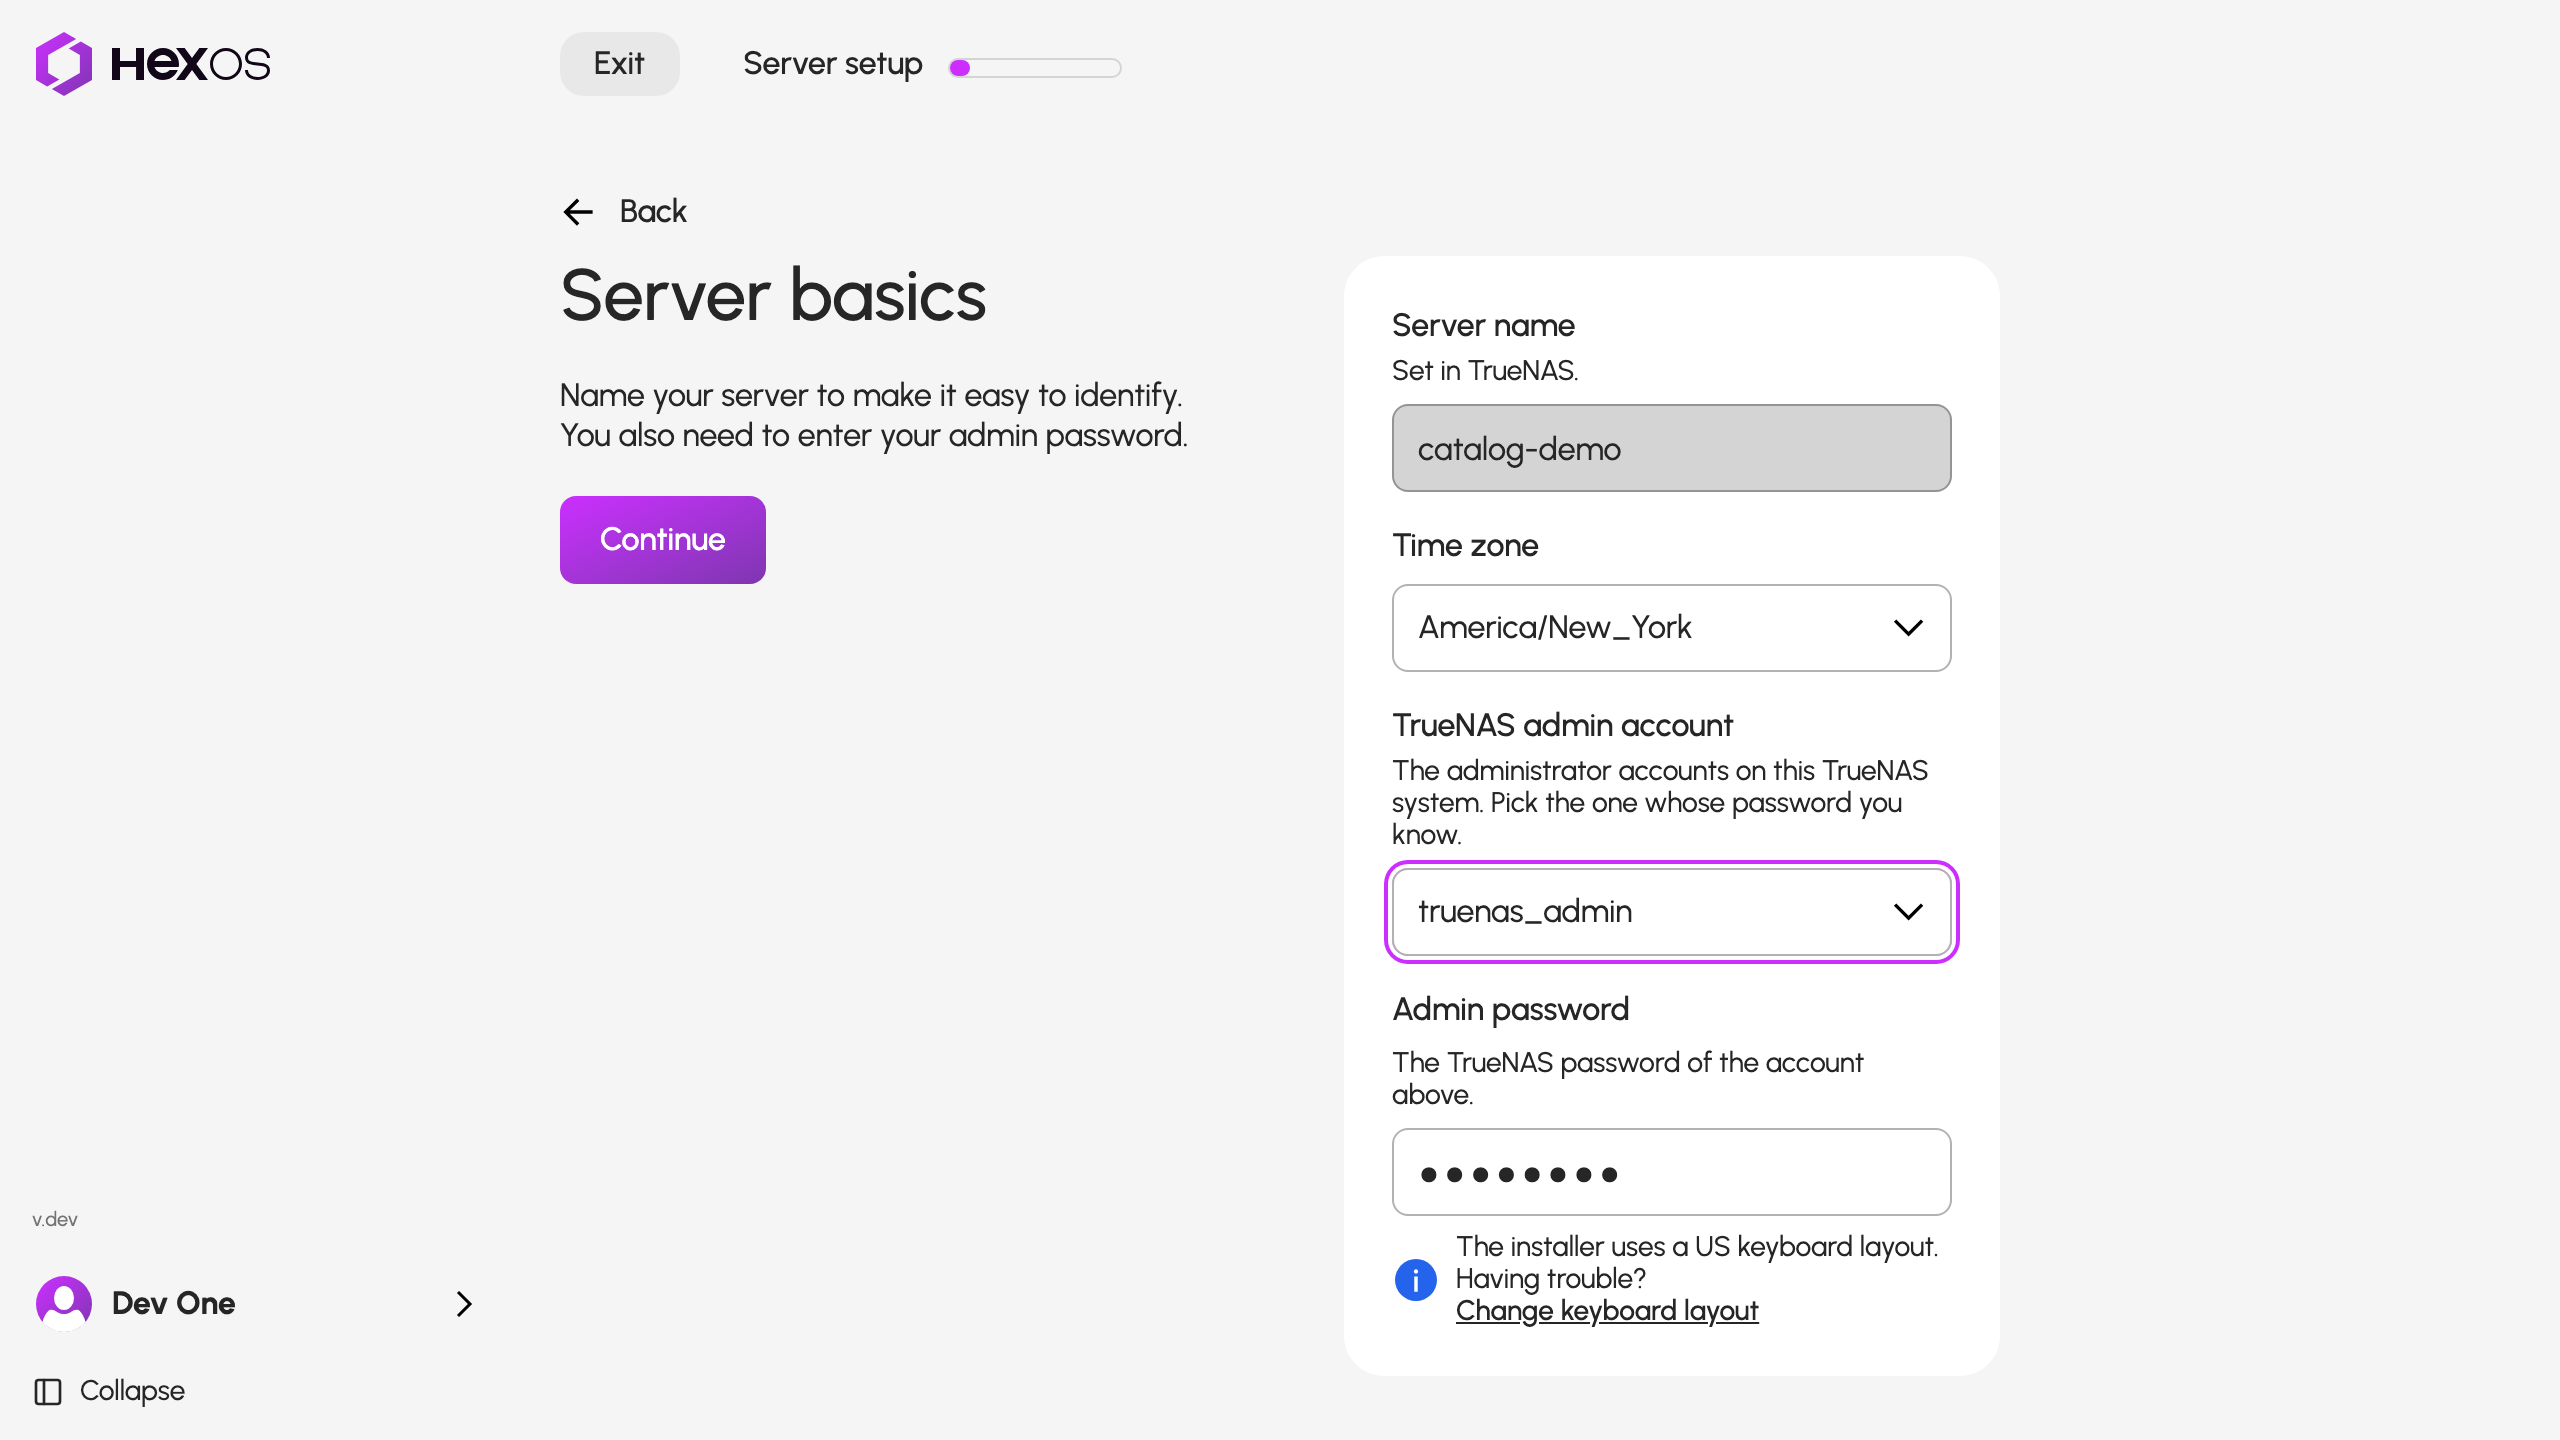 HexOS
Exit
Server setup
Back
Server basics
Name your server to make it easy to identify.
You also need to enter your admin password.
Continue
Server name
Set in TrueNAS.
catalog-demo
Time zone
America/New_York
TrueNAS admin account
The administrator accounts on this TrueNAS
system. Pick the one whose password you
know.
truenas_admin
Admin password
The TrueNAS password of the account
above.
••••••••
The installer uses a US keyboard layout.
Having trouble?
Change keyboard layout
v.dev
Dev One
Collapse